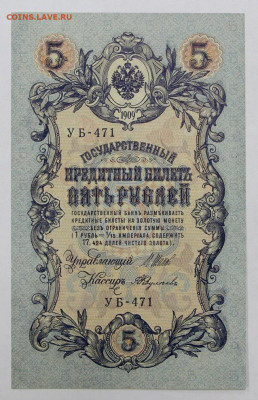 COINS.LAVE.RU
5 5
1909
УБ-471
ГОСУДАРСТВЕННЫЙ
КРЕДИТНЫЙ БИЛЕТЪ
ПЯТЬ РУБЛЕЙ
ГОСУДАРСТВЕННЫЙ БАНКЪ РАЗМѢНИВАЕТЪ
КРЕДИТНЫЕ БИЛЕТЫ НА ЗОЛОТУЮ МОНЕТУ
БЕЗЪ ОГРАНИЧЕНІЯ СУММЫ
(1 РУБЛЬ = 1/15 ИМПЕРІАЛА, СОДЕРЖИТЪ
17,424 ДОЛЕЙ ЧИСТАГО ЗОЛОТА).
Управляющій
Кассиръ
УБ-471
5